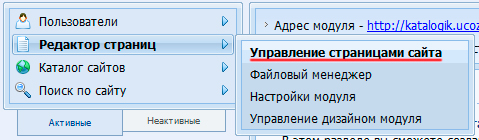 Пользователи
Редактор страниц
Каталог сайтов
Поиск по сайту
Активные
Неактивные
Адрес модуля - http://katalogik.ucoz
Управление страницами сайта
Файловый менеджер
Настройки модуля
Управление дизайном модуля